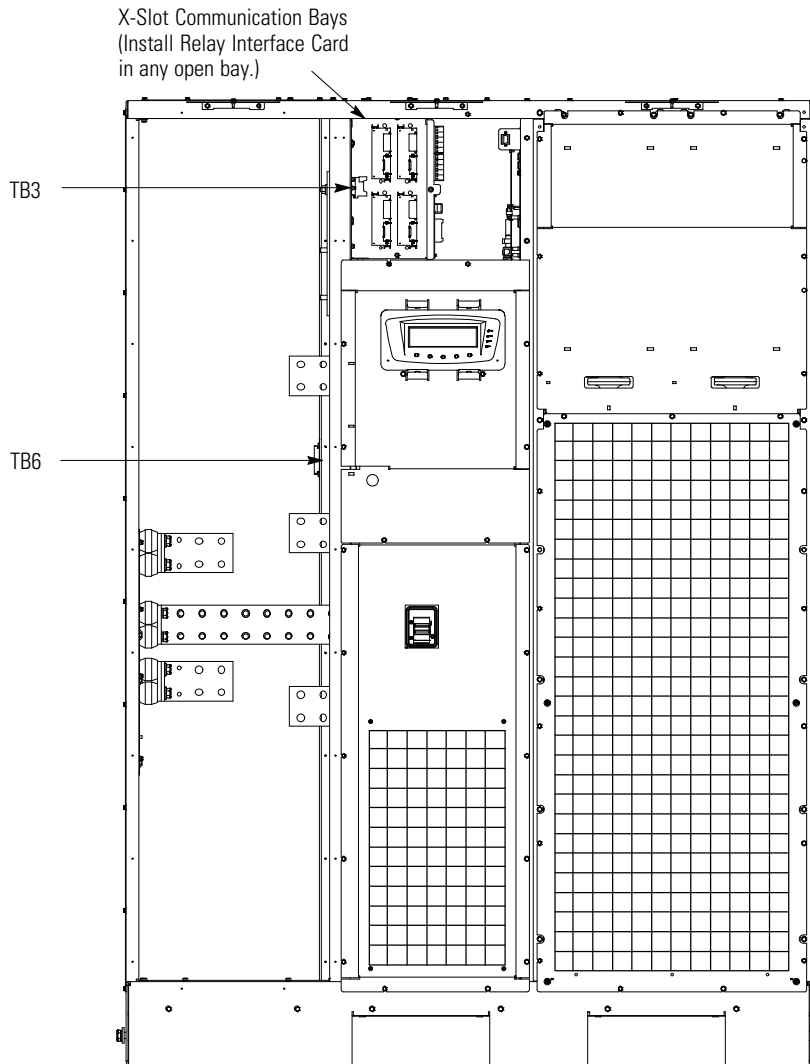 X-Slot Communication Bays
(Install Relay Interface Card
in any open bay.)
TB3
TB6